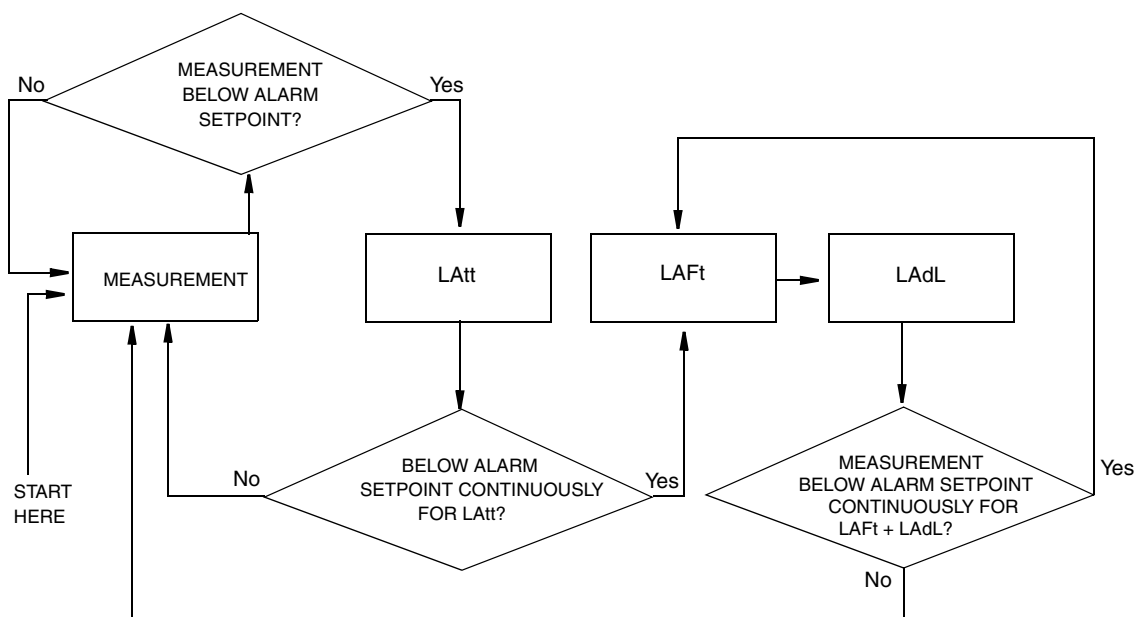 No
MEASUREMENT
BELOW ALARM
SETPOINT?
Yes
MEASUREMENT
LAtt
LAFt
LAdL
START
HERE
No
BELOW ALARM
SETPOINT CONTINUOUSLY
FOR LAtt?
Yes
MEASUREMENT
BELOW ALARM SETPOINT
CONTINUOUSLY FOR
LAFt + LAdL?
Yes
No